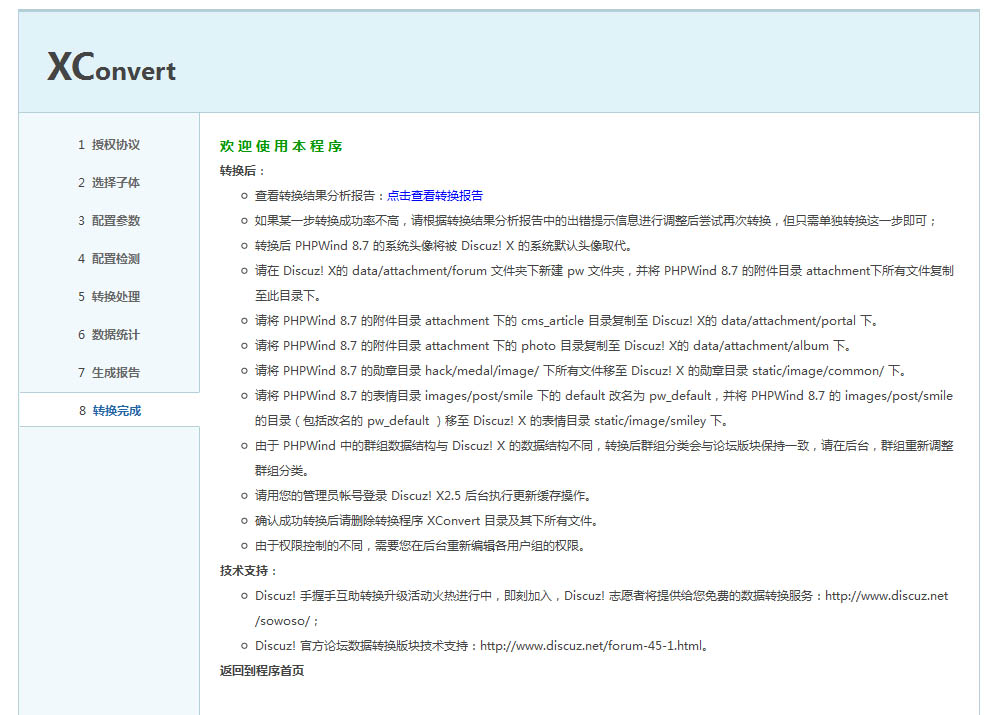 XConvert
1 授权协议
2 选择子体
3 配置参数
4 配置检测
5 转换处理
6 数据统计
7 生成报告
8 转换完成
欢迎使用本程序
转换后：
查看转换结果分析报告：点击查看转换报告
如果某一步转换成功率不高，请根据转换结果分析报告中的出错提示信息进行调整后尝试再次转换，但只需单独转换这一步即可；
转换后 PHPWind 8.7 的系统头像将被 Discuz! X 的系统默认头像取代。
请在 Discuz! X的 data/attachment/forum 文件夹下新建 pw 文件夹，并将 PHPWind 8.7 的附件目录 attachment下所有文件复制
至此目录下。
请将 PHPWind 8.7 的附件目录 attachment 下的 cms_article 目录复制至 Discuz! X的 data/attachment/portal 下。
请将 PHPWind 8.7 的附件目录 attachment 下的 photo 目录复制至 Discuz! X的 data/attachment/album 下。
请将 PHPWind 8.7 的勋章目录 hack/medal/image/ 下所有文件移至 Discuz! X 的勋章目录 static/image/common/ 下。
请将 PHPWind 8.7 的表情目录 images/post/smile 下的 default 改名为 pw_default，并将 PHPWind 8.7 的 images/post/smile
的目录（包括改名的 pw_default ）移至 Discuz! X 的表情目录 static/image/smiley 下。
由于 PHPWind 中的群组数据结构与 Discuz! X 的数据结构不同，转换后群组分类会与论坛版块保持一致，请在后台，群组重新调整
群组分类。
请用您的管理员帐号登录 Discuz! X2.5 后台执行更新缓存操作。
确认成功转换后请删除转换程序 XConvert 目录及其下所有文件。
由于权限控制的不同，需要您在后台重新编辑各用户组的权限。
技术支持：
Discuz! 手握手互助转换升级活动火热进行中，即刻加入，Discuz! 志愿者将提供给您免费的数据转换服务：http://www.discuz.net
/sowoso/；
Discuz! 官方论坛数据转换版块技术支持：http://www.discuz.net/forum-45-1.html。
返回到程序首页